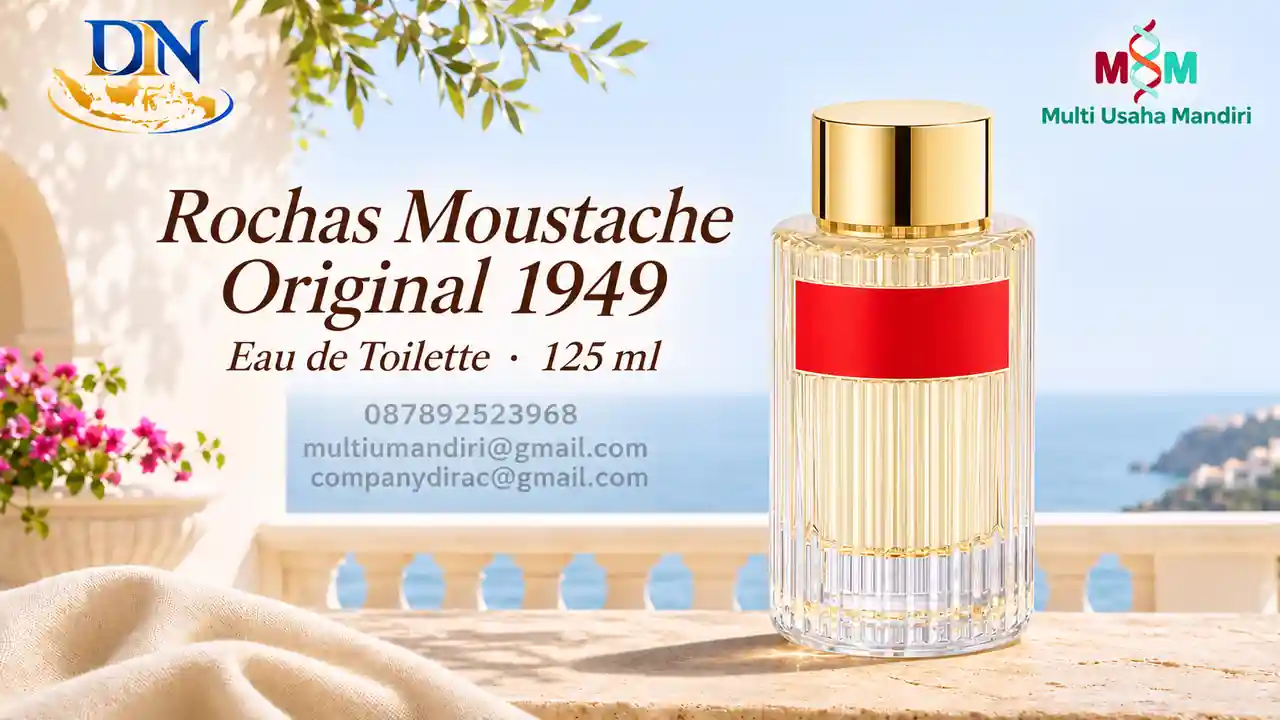 DIN
MSM
Multi Usaha Mandiri
Rochas Moustache
Original 1949
Eau de Toilette · 125 ml
087892523968
multiumandiri@gmail.com
companydirac@gmail.com